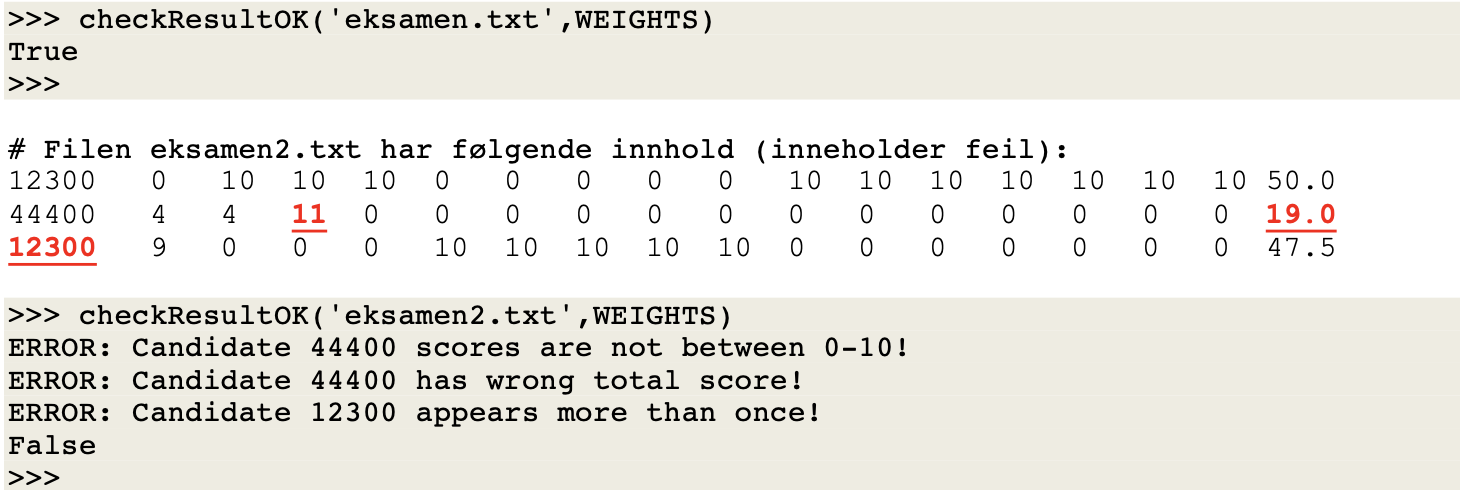 >>> checkResultOK('eksamen.txt',WEIGHTS)
True
>>>
# Filen eksamen2.txt har følgende innhold (inneholder feil):
12300 0 10 10 10 0 0 0 0 0 10 10 10 10 10 10 10 50.0
44400 4 4 11 0 0 0 0 0 0 0 0 0 0 0 0 0 19.0
12300 9 0 0 0 10 10 10 10 10 0 0 0 0 0 0 0 47.5
>>> checkResultOK('eksamen2.txt',WEIGHTS)
ERROR: Candidate 44400 scores are not between 0-10!
ERROR: Candidate 44400 has wrong total score!
ERROR: Candidate 12300 appears more than once!
False
>>>